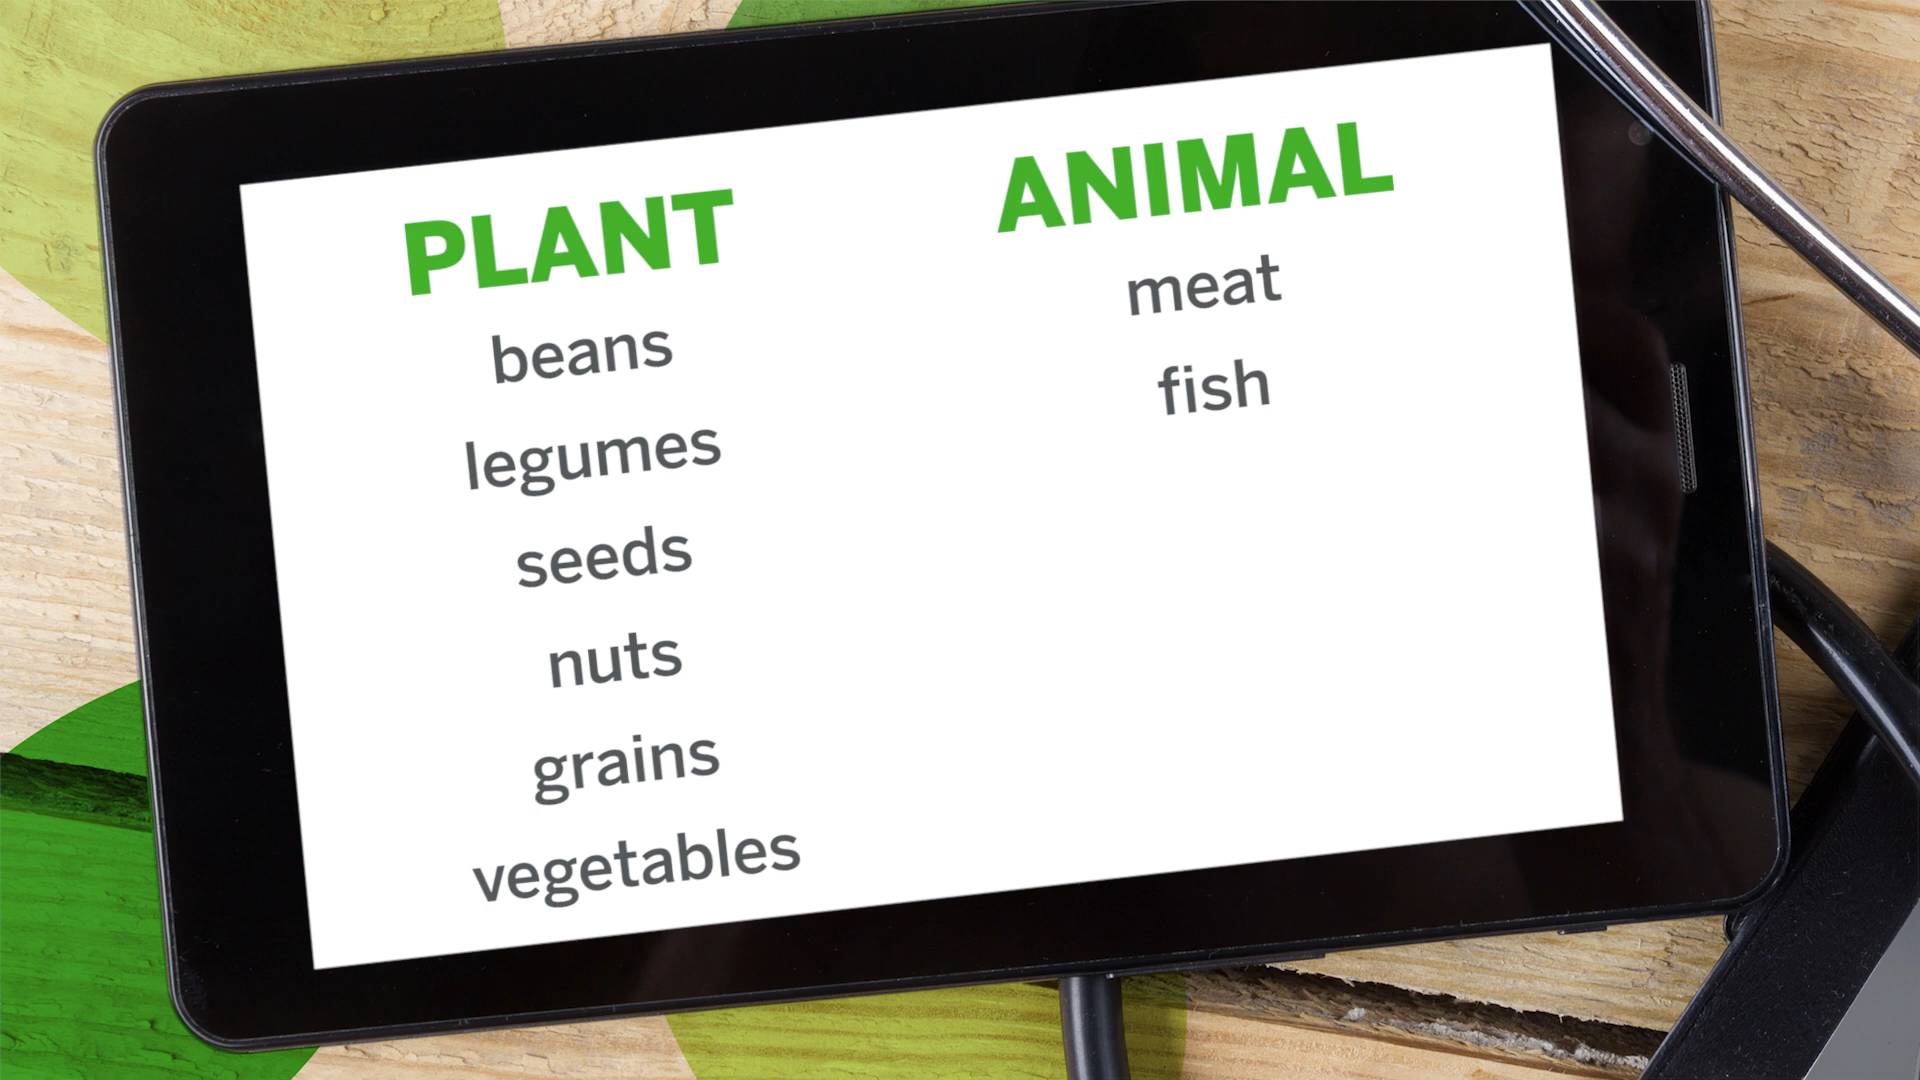 PLANT
beans
legumes
seeds
nuts
grains
vegetables
ANIMAL
meat
fish